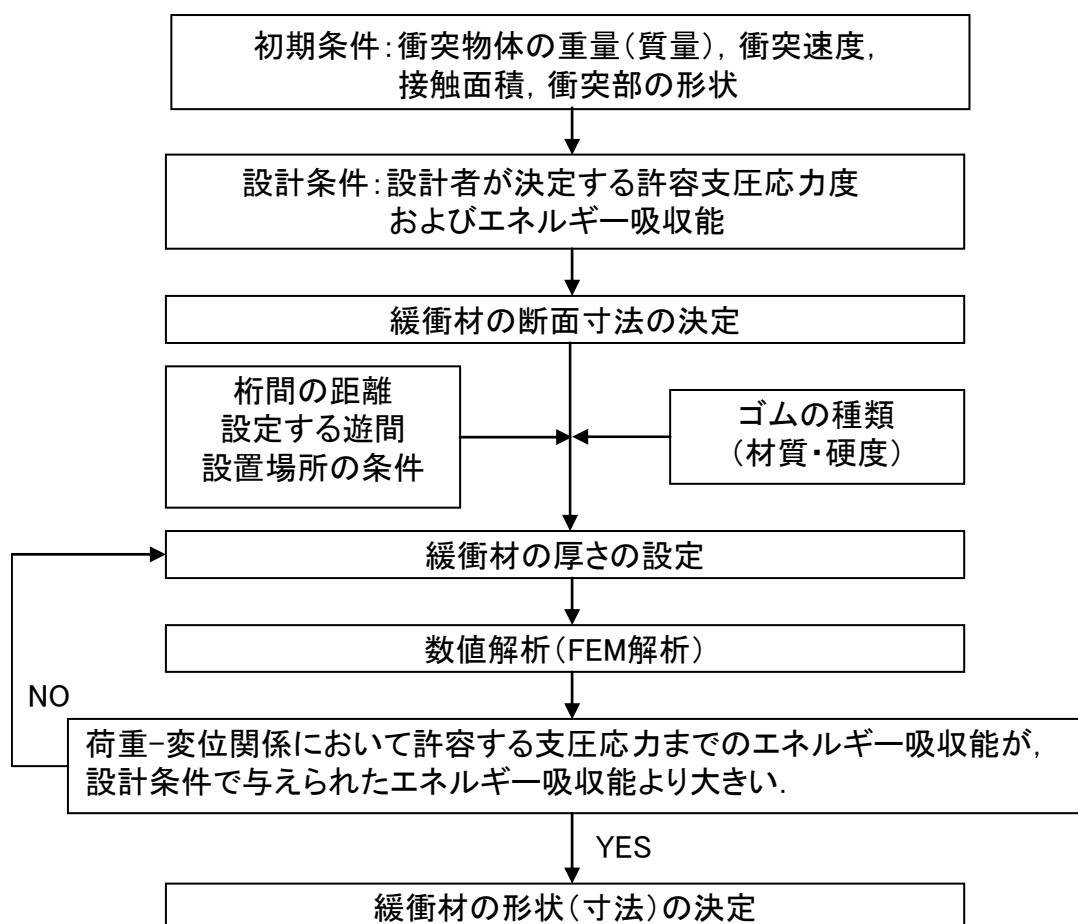 初期条件：衝突物体の重量（質量），衝突速度，
接触面積，衝突部の形状
設計条件：設計者が決定する許容支圧応力度
およびエネルギー吸収能
緩衝材の断面寸法の決定
桁間の距離
設定する遊間
設置場所の条件
ゴムの種類
（材質・硬度）
緩衝材の厚さの設定
数値解析（FEM解析）
NO
荷重−変位関係において許容する支圧応力までのエネルギー吸収能が，
設計条件で与えられたエネルギー吸収能より大きい．
YES
緩衝材の形状（寸法）の決定